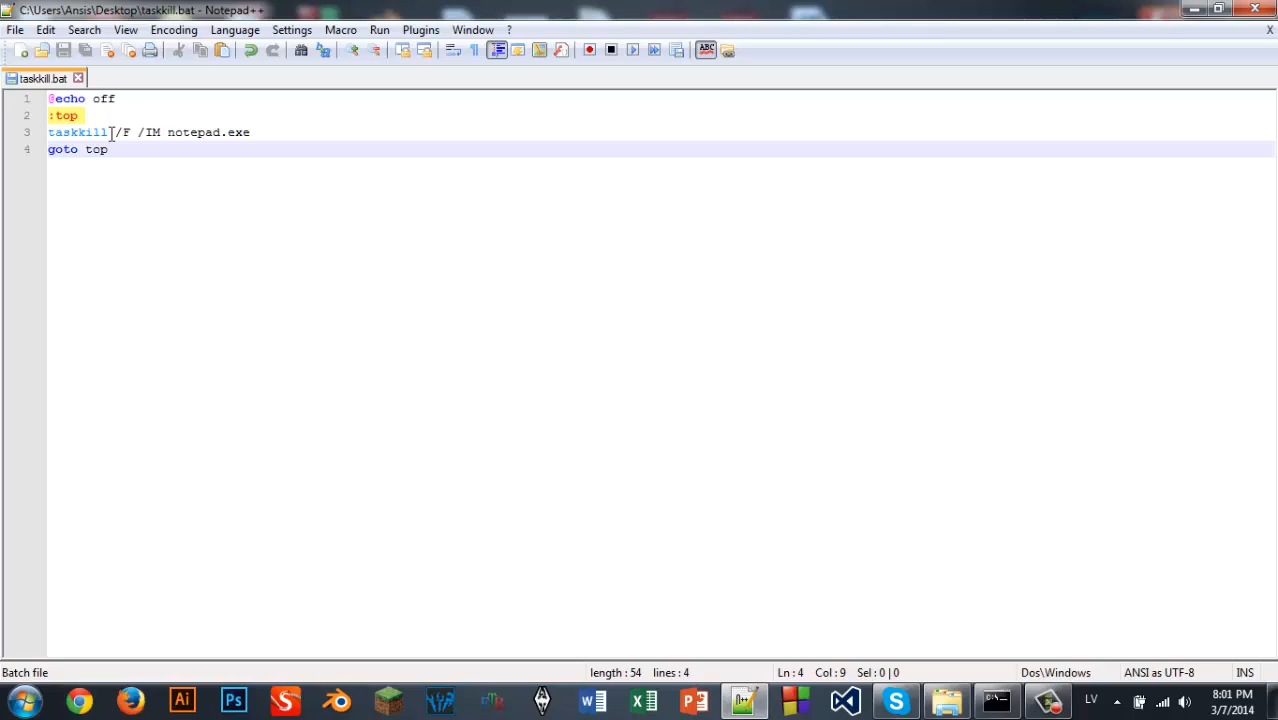 C:\Users\Ansis\Desktop\taskkill.bat - Notepad++
File Edit Search View Encoding Language Settings Macro Run Plugins Window ? X
ABC
taskkill.bat
1 @echo off
2 :top
3 taskkill /F /IM notepad.exe
4 goto top
Batch file length : 54 lines : 4 Ln : 4 Col : 9 Sel : 0 | 0 Dos\Windows ANSI as UTF-8 INS
Ai Ps S W X P S LV 8:01 PM
3/7/2014